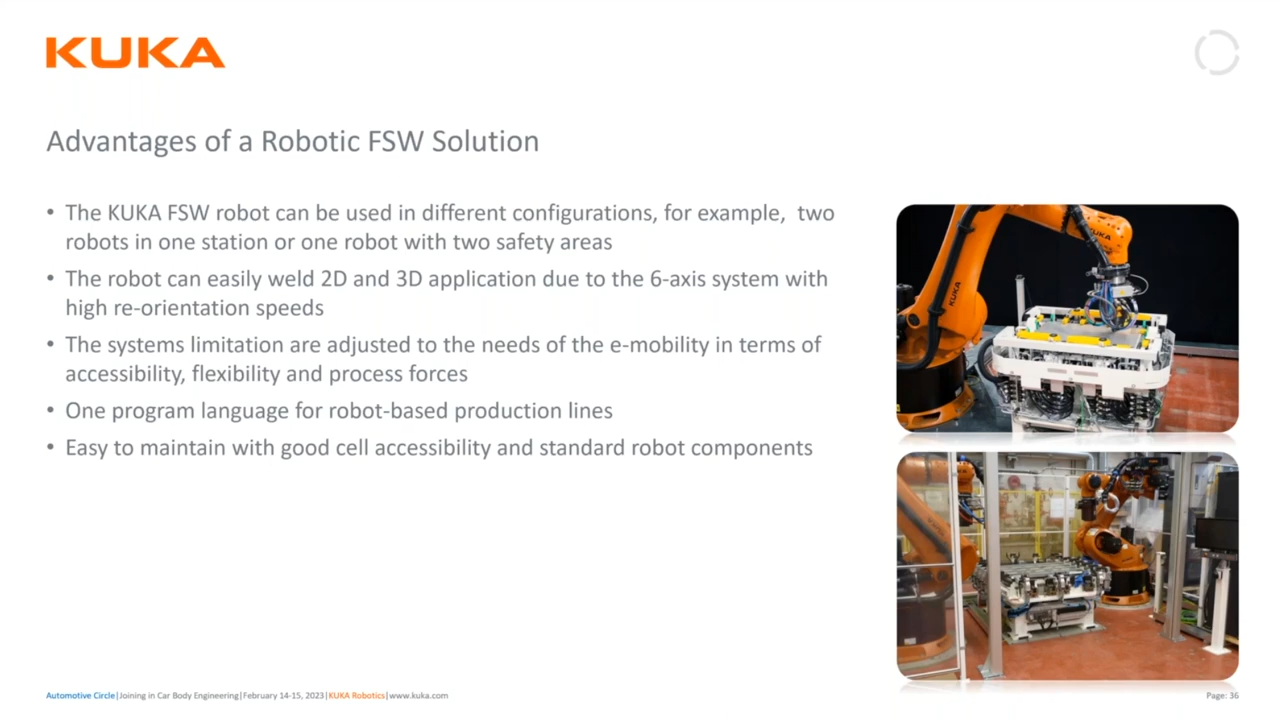 KUKA
Advantages of a Robotic FSW Solution
• The KUKA FSW robot can be used in different configurations, for example, two
robots in one station or one robot with two safety areas
• The robot can easily weld 2D and 3D application due to the 6-axis system with
high re-orientation speeds
• The systems limitation are adjusted to the needs of the e-mobility in terms of
accessibility, flexibility and process forces
• One program language for robot-based production lines
• Easy to maintain with good cell accessibility and standard robot components
KUKA
KUKA
Automotive Circle|Joining in Car Body Engineering|February 14-15, 2023|KUKA Robotics|www.kuka.com
Page: 36